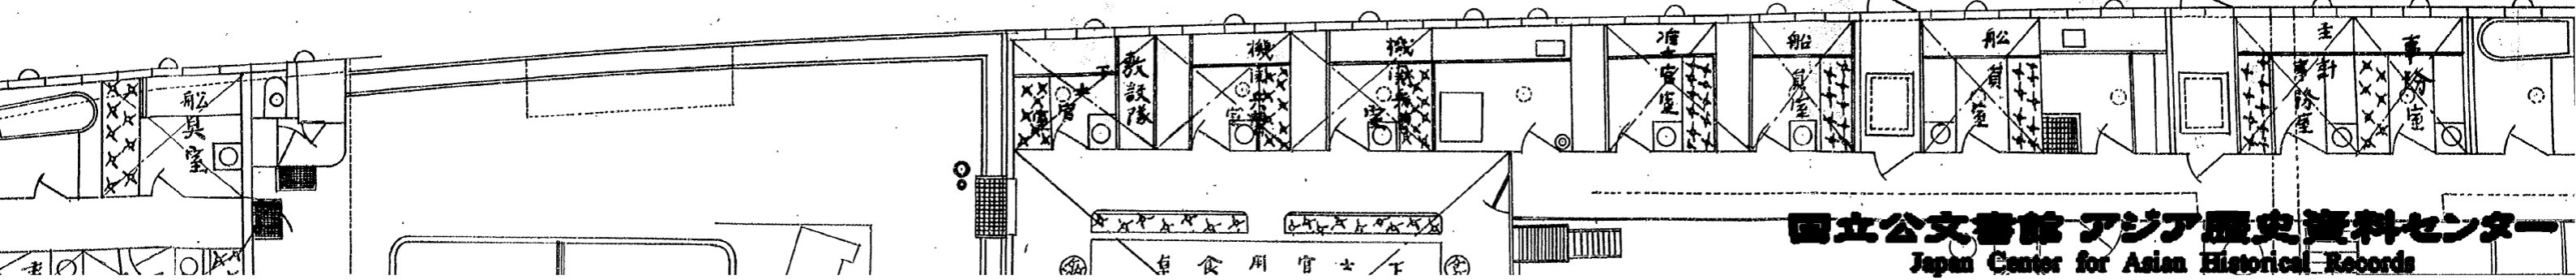 船具室
敷設隊
下士官室
機関士室
機関士室
准士官室
船員室
船員室
主計事務室
事務室
下士官用食卓
国立公文書館 アジア歴史資料センター
Japan Center for Asian Historical Records